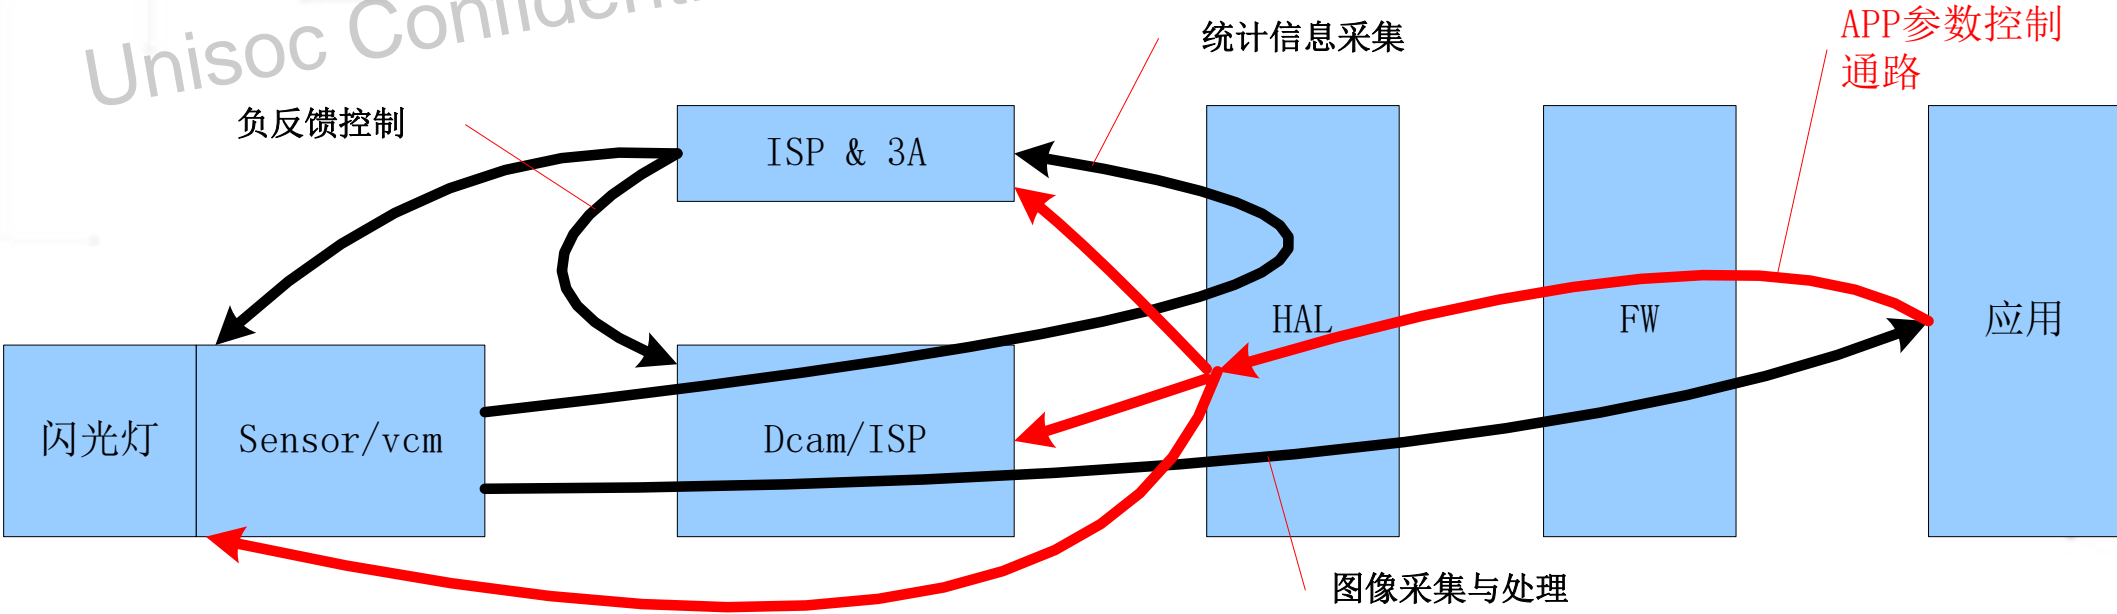 Unisoc Confident
统计信息采集
APP参数控制
通路
负反馈控制
ISP & 3A
HAL
FW
应用
闪光灯
Sensor/vcm
Dcam/ISP
图像采集与处理